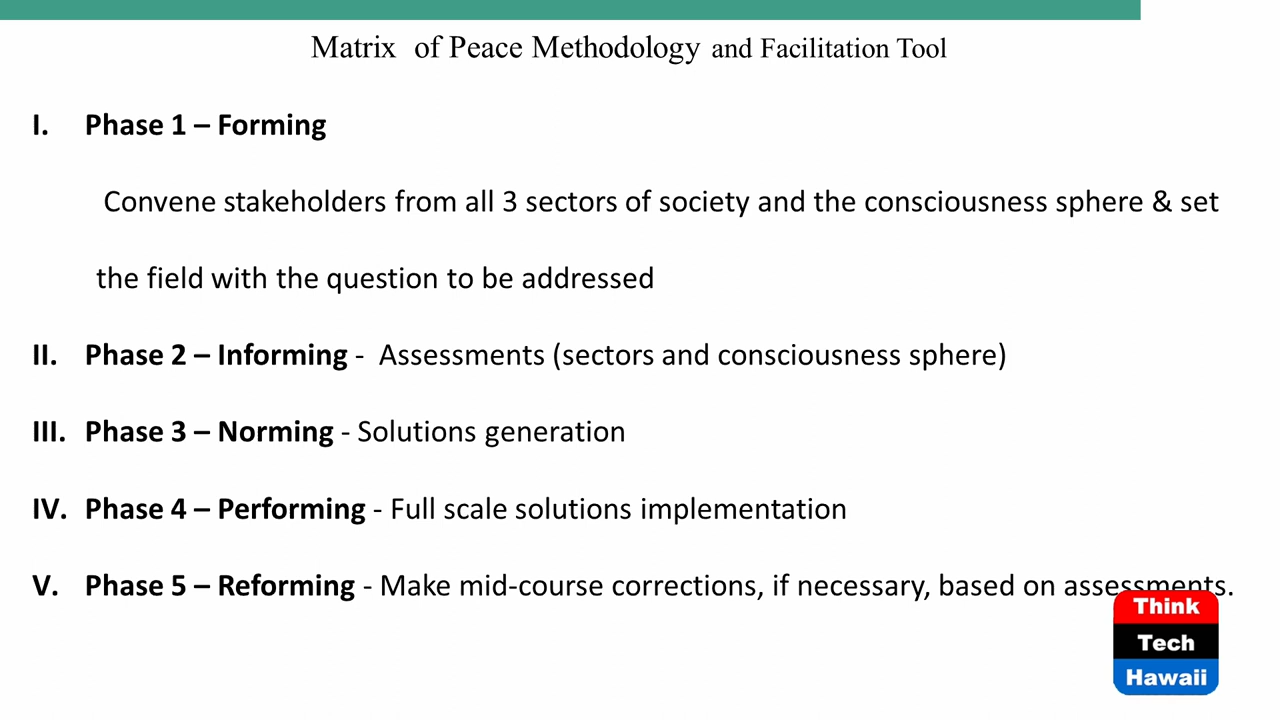 Matrix of Peace Methodology and Facilitation Tool
I. Phase 1 – Forming
Convene stakeholders from all 3 sectors of society and the consciousness sphere & set
the field with the question to be addressed
II. Phase 2 – Informing - Assessments (sectors and consciousness sphere)
III. Phase 3 – Norming - Solutions generation
IV. Phase 4 – Performing - Full scale solutions implementation
V. Phase 5 – Reforming - Make mid-course corrections, if necessary, based on assessments.
Think
Tech
Hawaii